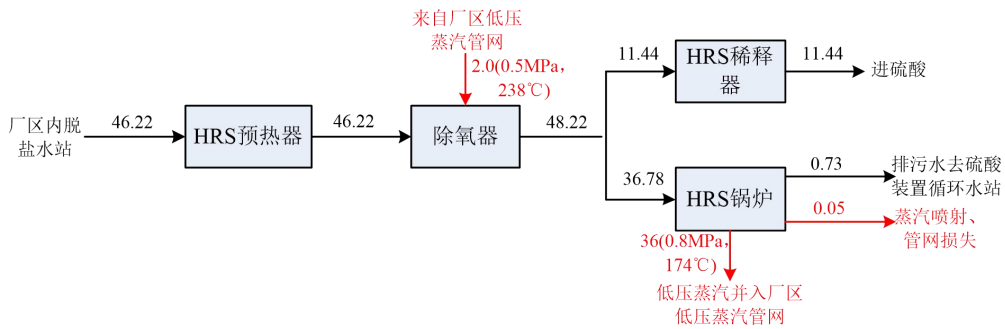 来自厂区低压
蒸汽管网
2.0(0.5MPa，
238℃)
11.44
HRS稀释
器
11.44
进硫酸
厂区内脱
盐水站
46.22
HRS预热器
46.22
除氧器
48.22
36.78
HRS锅炉
0.73
排污水去硫酸
装置循环水站
0.05
蒸汽喷射、
管网损失
36(0.8MPa，
174℃)
低压蒸汽并入厂区
低压蒸汽管网